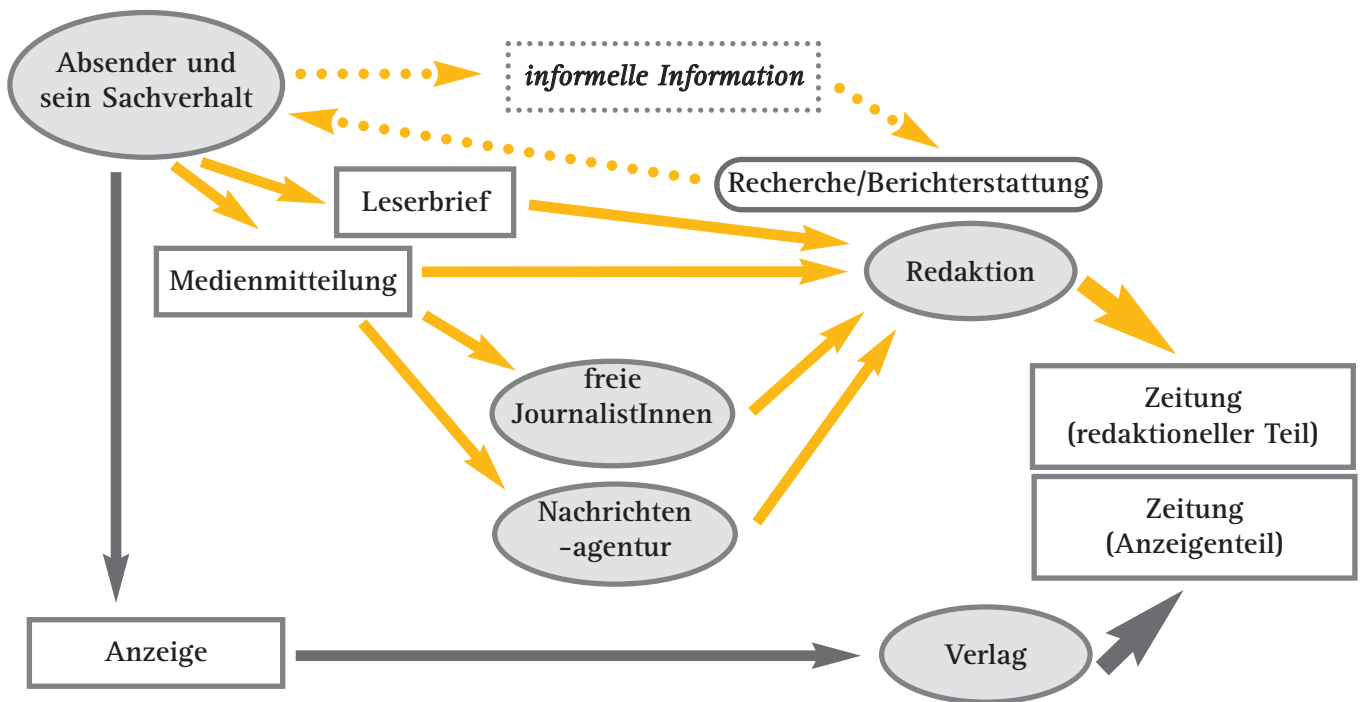 Absender und
sein Sachverhalt
informelle Information
Recherche/Berichterstattung
Leserbrief
Medienmitteilung
Redaktion
freie
JournalistInnen
Nachrichten
-agentur
Zeitung
(redaktioneller Teil)
Zeitung
(Anzeigenteil)
Anzeige
Verlag